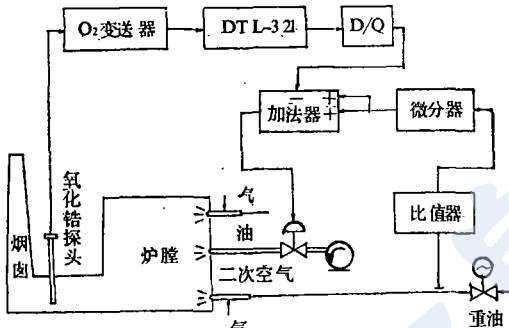 O₂变送器
DTL-321
D/Q
- +
加法器+
微分器
比值器
氧化锆探头
烟囱
炉膛
气
油
二次空气
重油